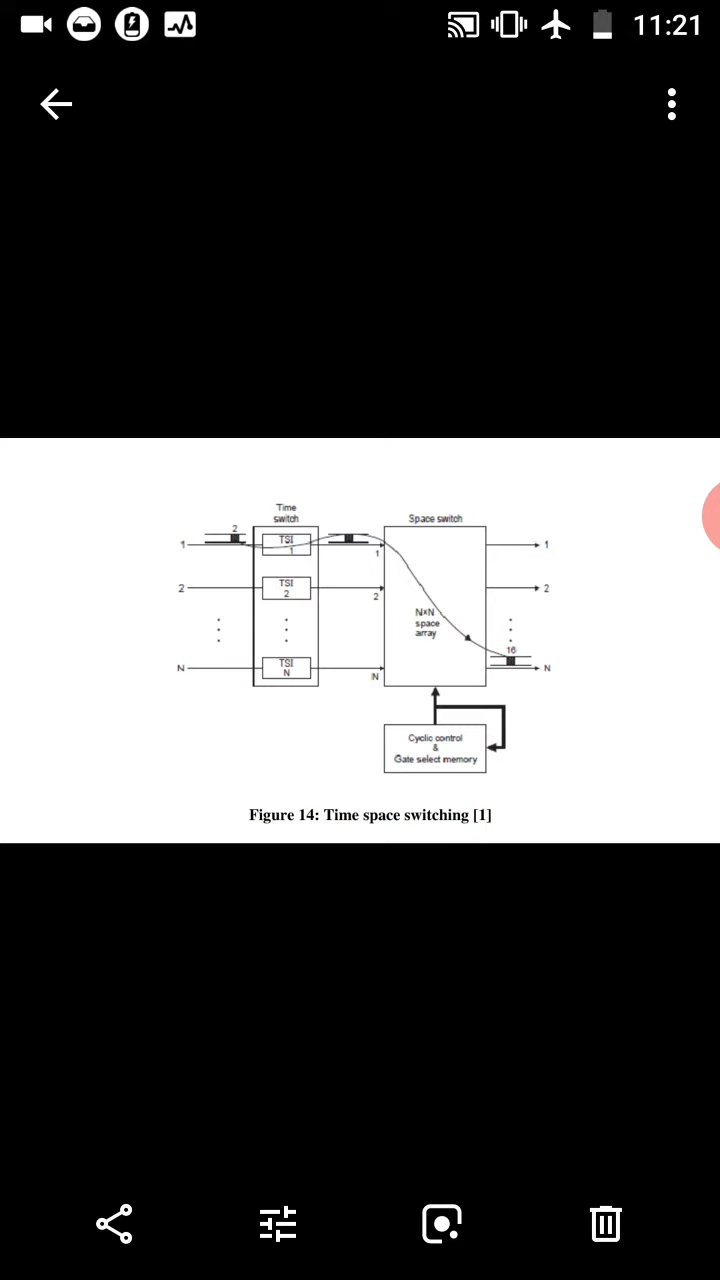 11:21
Time
switch
Space switch
2
1
TSI
1
1
1
2
TSI
2
2
2
N×N
space
array
16
N
TSI
N
N
N
Cyclic control
&
Gate select memory
Figure 14: Time space switching [1]